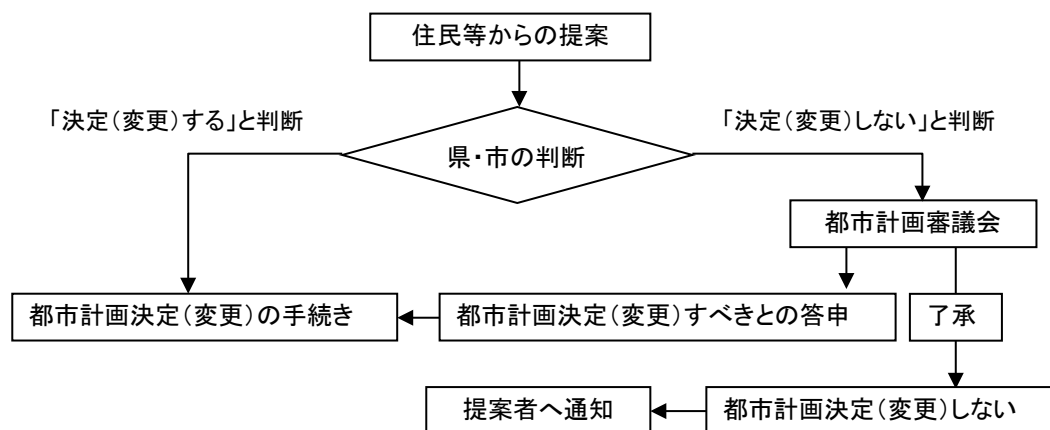 住民等からの提案
「決定(変更)する」と判断
「決定(変更)しない」と判断
県・市の判断
都市計画審議会
都市計画決定(変更)の手続き
都市計画決定(変更)すべきとの答申
了承
提案者へ通知
都市計画決定(変更)しない